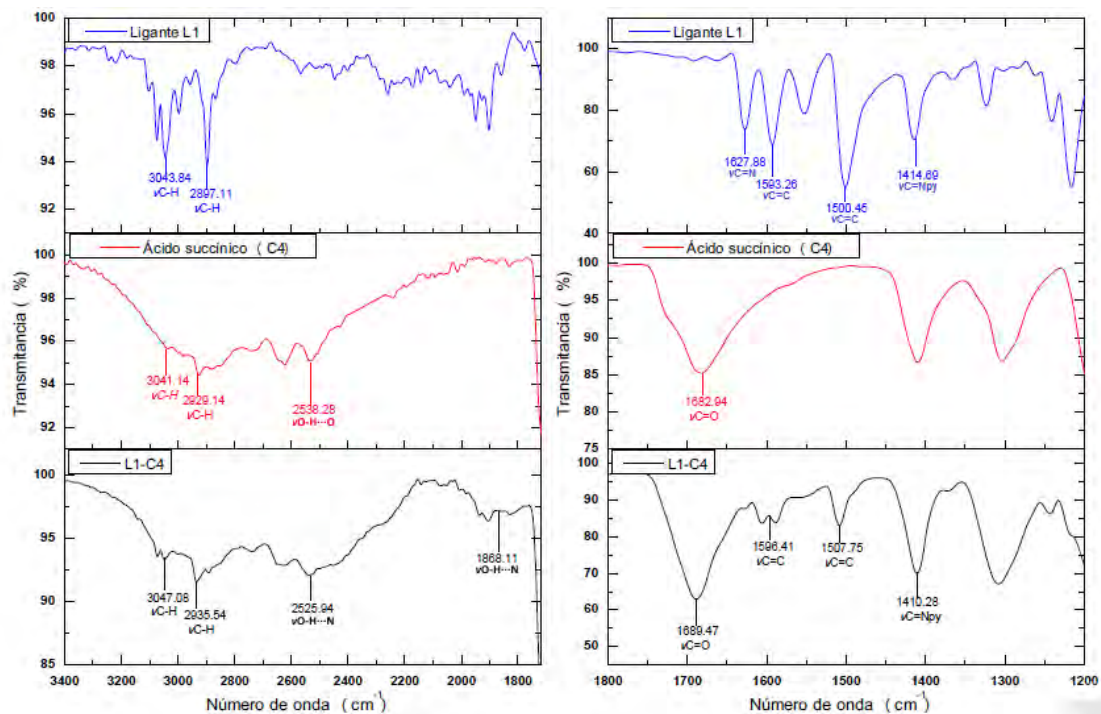 Ligante L1
100
98
96
94
92
3043.84
νC-H
2897.11
νC-H
Ácido succínico ( C4)
100
98
96
94
92
3041.14
νC-H
2929.14
νC-H
2538.28
νO-H···O
L1-C4
100
95
90
85
3047.08
νC-H
2935.54
νC-H
2525.94
νO-H···N
1868.11
νO-H···N
Transmitancia ( %)
3400 3200 3000 2800 2600 2400 2200 2000 1800
Número de onda ( cm⁻¹)
Ligante L1
100
80
60
40
1627.88
νC=N
1593.26
νC=C
1500.46
νC=C
1414.69
νC=Npy
Ácido succínico ( C4)
100
95
90
85
80
75
1682.94
νC=O
L1-C4
100
90
80
70
60
50
1689.47
νC=O
1596.41
νC=C
1507.75
νC=C
1410.28
νC=Npy
Transmitancia ( %)
1800 1700 1600 1500 1400 1300 1200
Número de onda ( cm⁻¹)